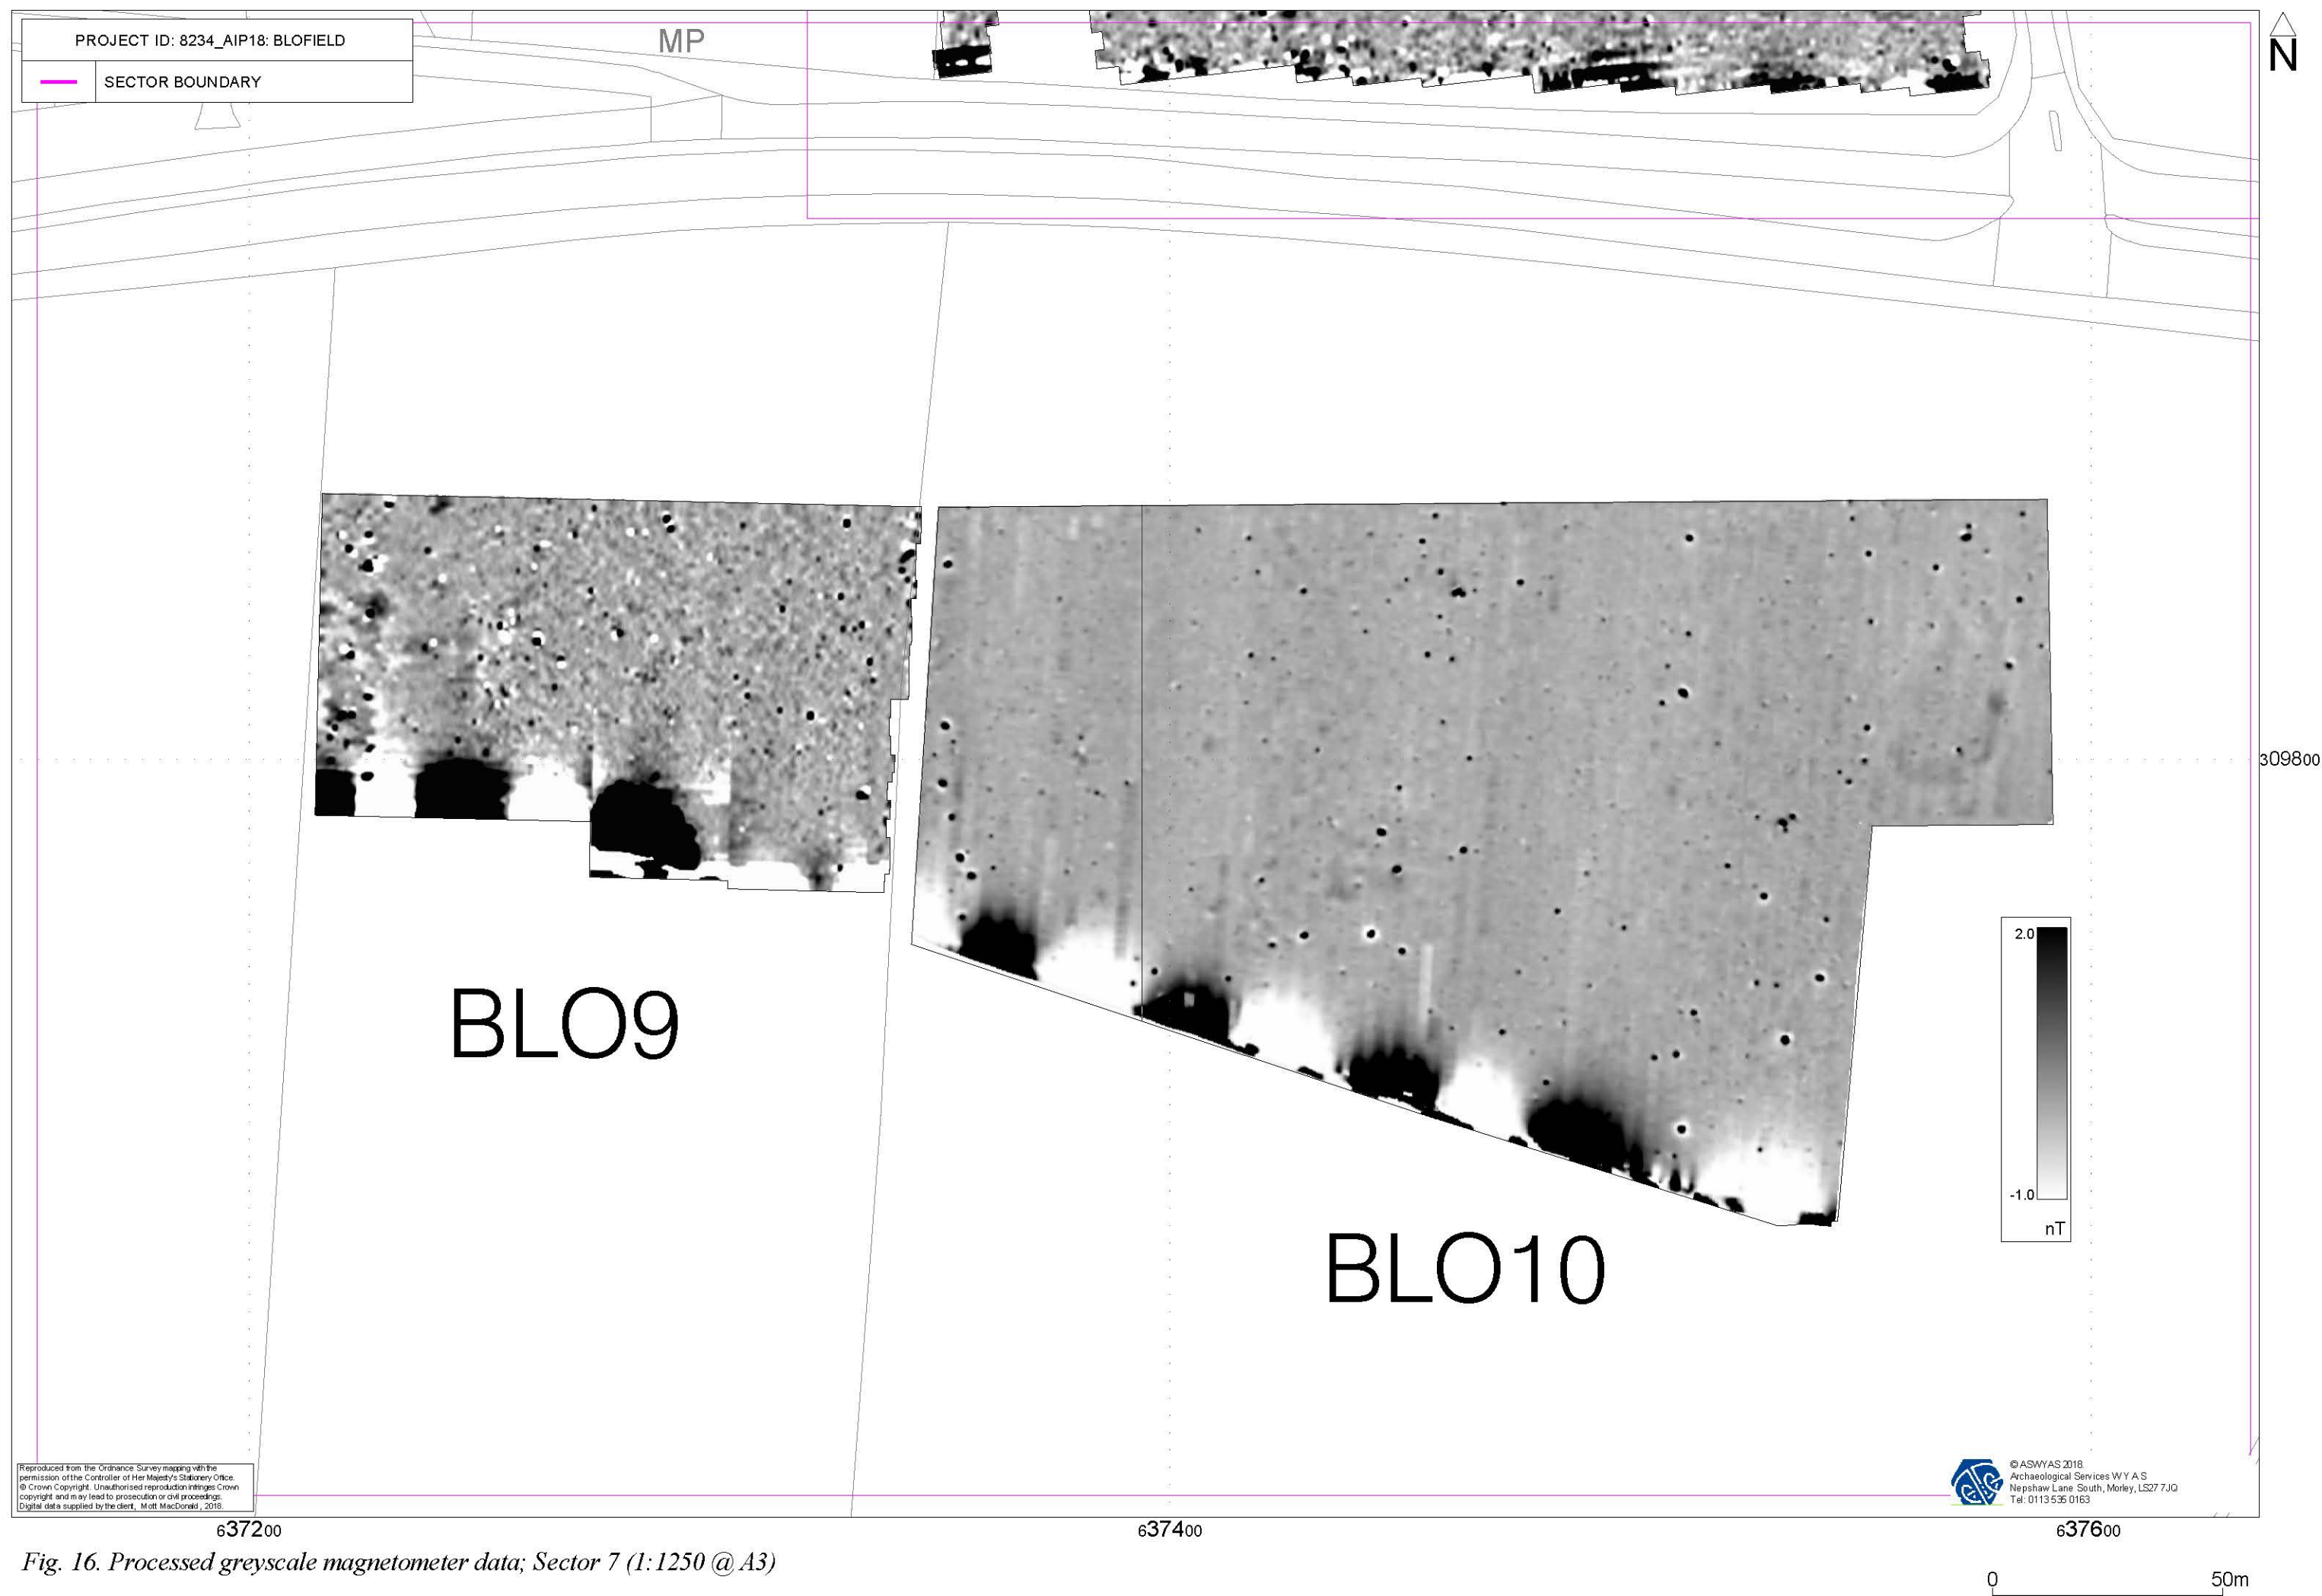 PROJECT ID: 8234_AIP18: BLOFIELD
SECTOR BOUNDARY
MP
N
309800
2.0
-1.0
nT
BLO9
BLO10
Reproduced from the Ordnance Survey mapping with the
permission of the Controller of Her Majesty's Stationery Office.
© Crown Copyright. Unauthorised reproduction infringes Crown
copyright and may lead to prosecution or civil proceedings.
Digital data supplied by the client, Mott MacDonald, 2018.
© ASWYAS 2018.
Archaeological Services W Y A S
Nepshaw Lane South, Morley, LS27 7JQ
Tel: 0113 535 0163
637200
637400
637600
Fig. 16. Processed greyscale magnetometer data; Sector 7 (1:1250 @ A3)
0
50m